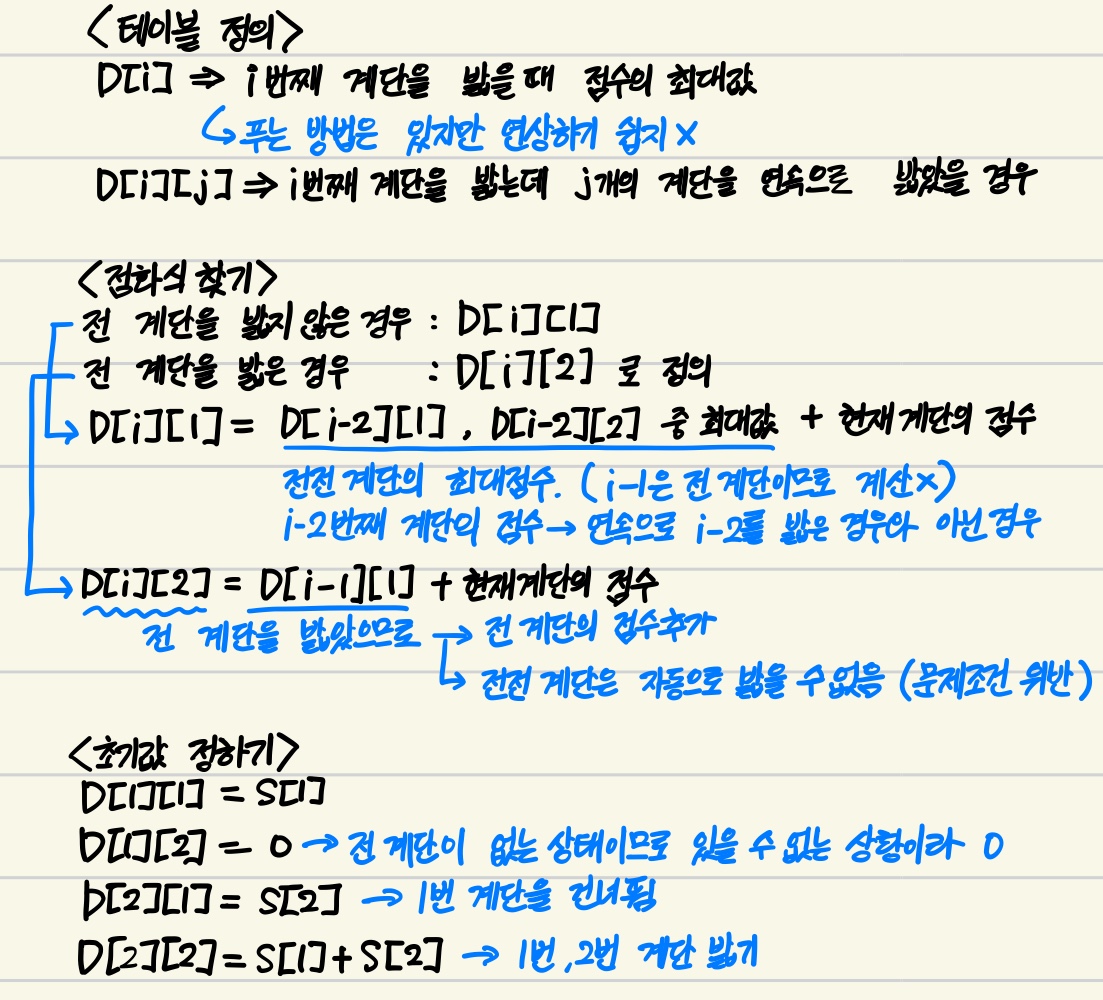 <테이블 정의>
D[i] ⇒ i번째 계단을 밟을 때 점수의 최대값
↳ 푸는 방법은 있지만 연상하기 쉽지 X
D[i][j] ⇒ i번째 계단을 밟는데 j개의 계단을 연속으로 밟았을 경우
<점화식 찾기>
전 계단을 밟지 않은 경우 : D[i][1]
전 계단을 밟은 경우 : D[i][2] 로 정의
D[i][1] = D[i-2][1], D[i-2][2] 중 최대값 + 현재 계단의 점수
전전 계단의 최대점수. (i-1은 전 계단이므로 계산X)
i-2번째 계단의 점수 → 연속으로 i-2를 밟은 경우와 아닌 경우
D[i][2] = D[i-1][1] + 현재계단의 점수
전 계단을 밟았으므로 → 전 계단의 점수추가
↳ 전전 계단은 자동으로 밟을 수 없음 (문제조건 위반)
<초기값 정하기>
D[1][1] = S[1]
D[1][2] = 0 → 전 계단이 없는 상태이므로 있을 수 없는 상황이라 0
D[2][1] = S[2] → 1번 계단을 건너뜀
D[2][2] = S[1] + S[2] → 1번, 2번 계단 밟기